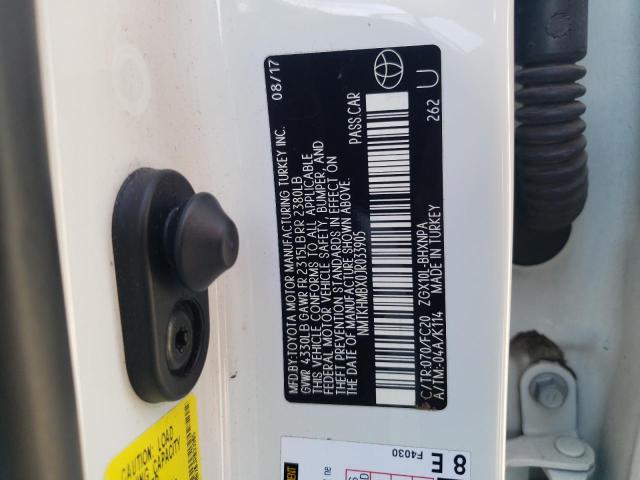 MFD.BY:TOYOTA MOTOR MANUFACTURING TURKEY INC. 08/17
GVWR 4330LB GAWR FR 2315LB RR 2380LB
THIS VEHICLE CONFORMS TO ALL APPLICABLE
FEDERAL MOTOR VEHICLE SAFETY, BUMPER, AND
THEFT PREVENTION STANDARDS IN EFFECT ON
THE DATE OF MANUFACTURE SHOWN ABOVE.
NMTKHMBX0JR033905 PASS.CAR
C/TR:070/FC20 ZGX10L-BHXNPA 262 U
A/TM:-04A/K114 MADE IN TURKEY
CAUTION: LOAD
CAPACITY
8
E F4030